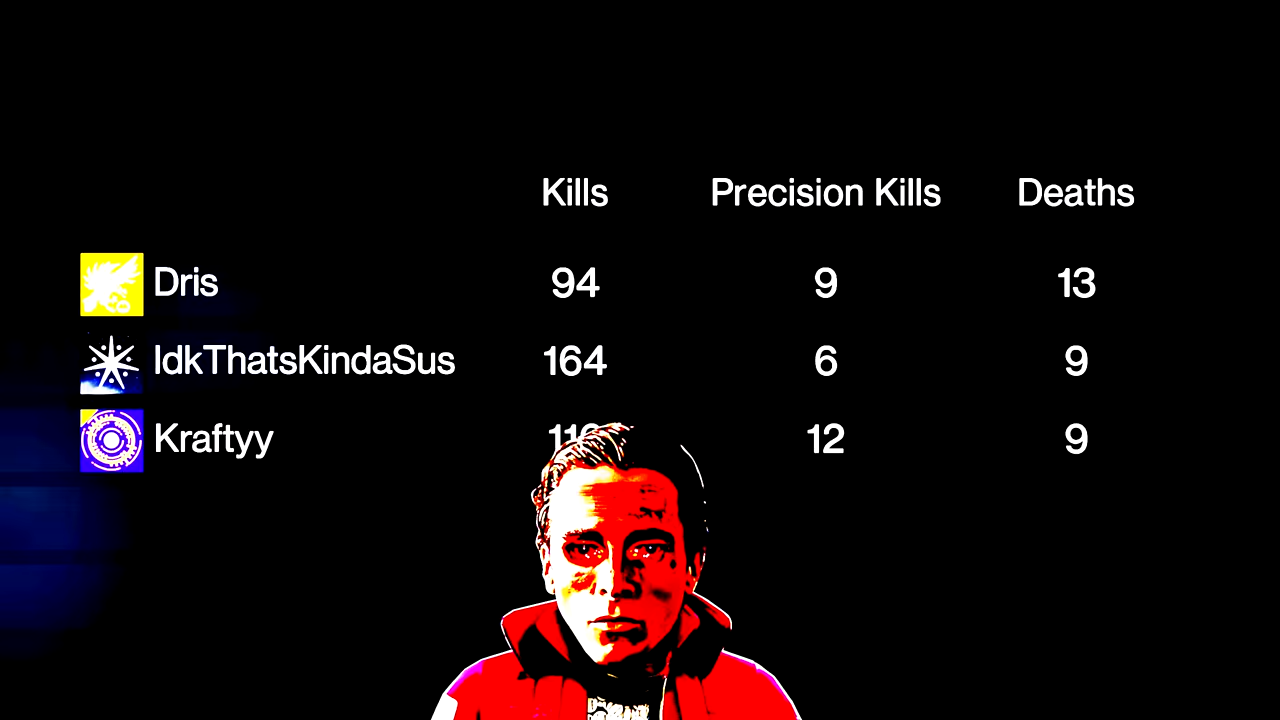 Kills Precision Kills Deaths
Dris 94 9 13
IdkThatsKindaSus 164 6 9
Kraftyy 12 9